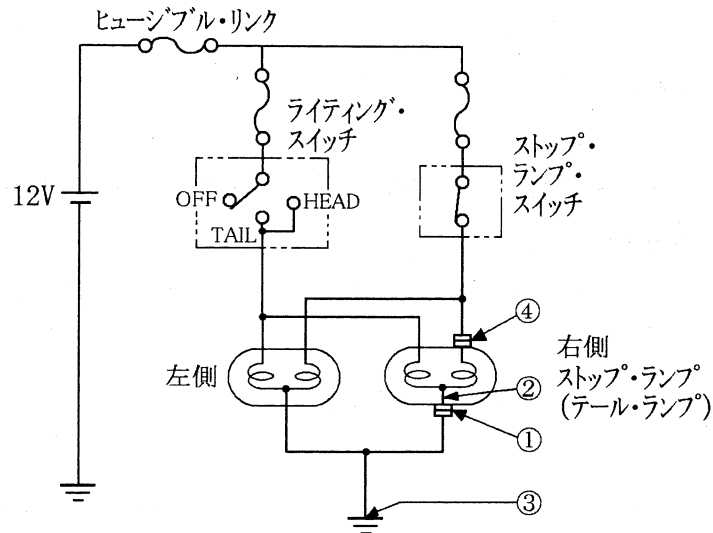 ヒュージブル・リンク
ライティング・
スイッチ
ストップ・
ランプ・
スイッチ
12V
OFF
HEAD
TAIL
④
左側
右側
ストップ・ランプ
(テール・ランプ)
②
①
③